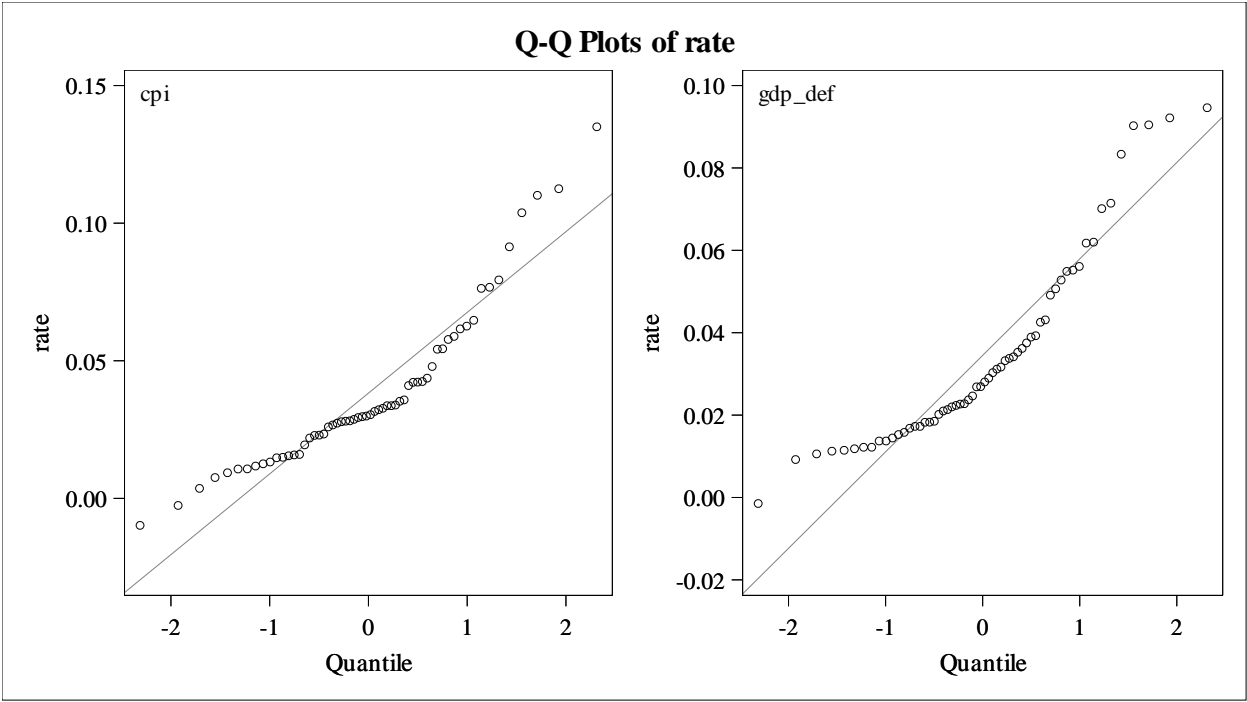 Q-Q Plots of rate
cpi
0.15
0.10
0.05
0.00
rate
-2 -1 0 1 2
Quantile
gdp_def
0.10
0.08
0.06
0.04
0.02
0.00
-0.02
rate
-2 -1 0 1 2
Quantile